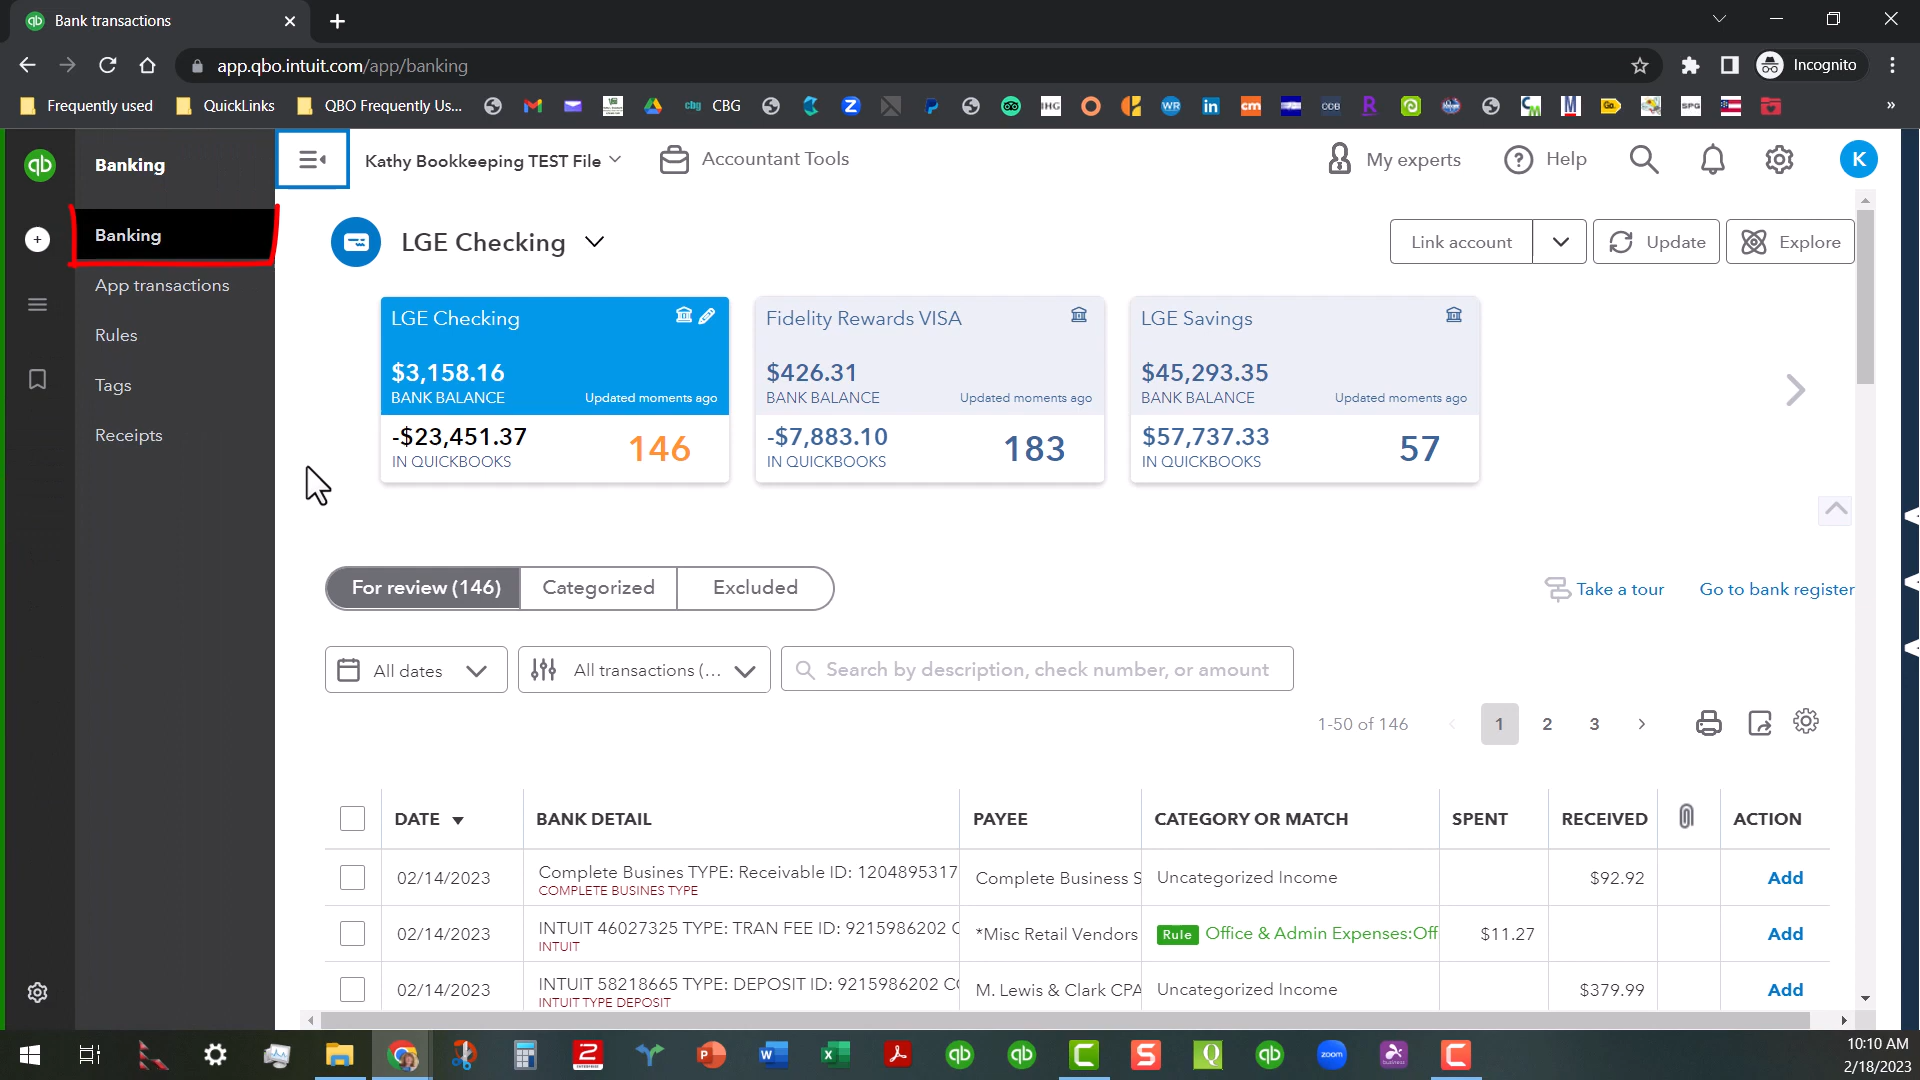 Bank transactions
app.qbo.intuit.com/app/banking
Incognito
Frequently used
QuickLinks
QBO Frequently Us...
CBG
Banking
Kathy Bookkeeping TEST File
Accountant Tools
My experts
Help
K
Banking
App transactions
Rules
Tags
Receipts
LGE Checking
Link account
Update
Explore
LGE Checking
$3,158.16
BANK BALANCE
Updated moments ago
-$23,451.37
IN QUICKBOOKS
146
Fidelity Rewards VISA
$426.31
BANK BALANCE
Updated moments ago
-$7,883.10
IN QUICKBOOKS
183
LGE Savings
$45,293.35
BANK BALANCE
Updated moments ago
$57,737.33
IN QUICKBOOKS
57
For review (146)
Categorized
Excluded
Take a tour
Go to bank register
All dates
All transactions (...
Search by description, check number, or amount
1-50 of 146
1
2
3
DATE
BANK DETAIL
PAYEE
CATEGORY OR MATCH
SPENT
RECEIVED
ACTION
02/14/2023
Complete Busines TYPE: Receivable ID: 1204895317
COMPLETE BUSINES TYPE
Complete Business S
Uncategorized Income
$92.92
Add
02/14/2023
INTUIT 46027325 TYPE: TRAN FEE ID: 9215986202 C
INTUIT
*Misc Retail Vendors
Rule
Office & Admin Expenses:Off
$11.27
Add
02/14/2023
INTUIT 58218665 TYPE: DEPOSIT ID: 9215986202 C
INTUIT TYPE DEPOSIT
M. Lewis & Clark CPA
Uncategorized Income
$379.99
Add
10:10 AM
2/18/2023